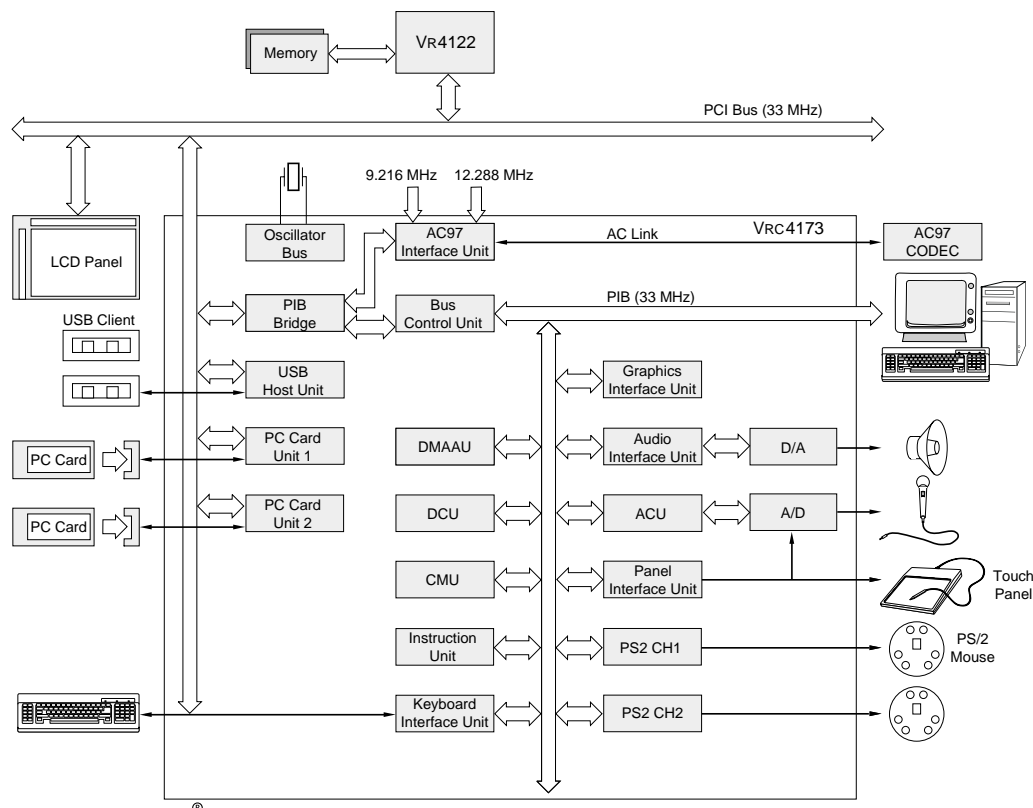 VR4122
Memory
PCI Bus (33 MHz)
9.216 MHz
12.288 MHz
VRC4173
Oscillator
Bus
AC97
Interface Unit
AC Link
AC97
CODEC
LCD Panel
PIB
Bridge
Bus
Control Unit
PIB (33 MHz)
USB Client
USB
Host Unit
Graphics
Interface Unit
PC Card
PC Card
Unit 1
DMAAU
Audio
Interface Unit
D/A
PC Card
PC Card
Unit 2
DCU
ACU
A/D
CMU
Panel
Interface Unit
Touch
Panel
Instruction
Unit
PS2 CH1
PS/2
Mouse
Keyboard
Interface Unit
PS2 CH2
®